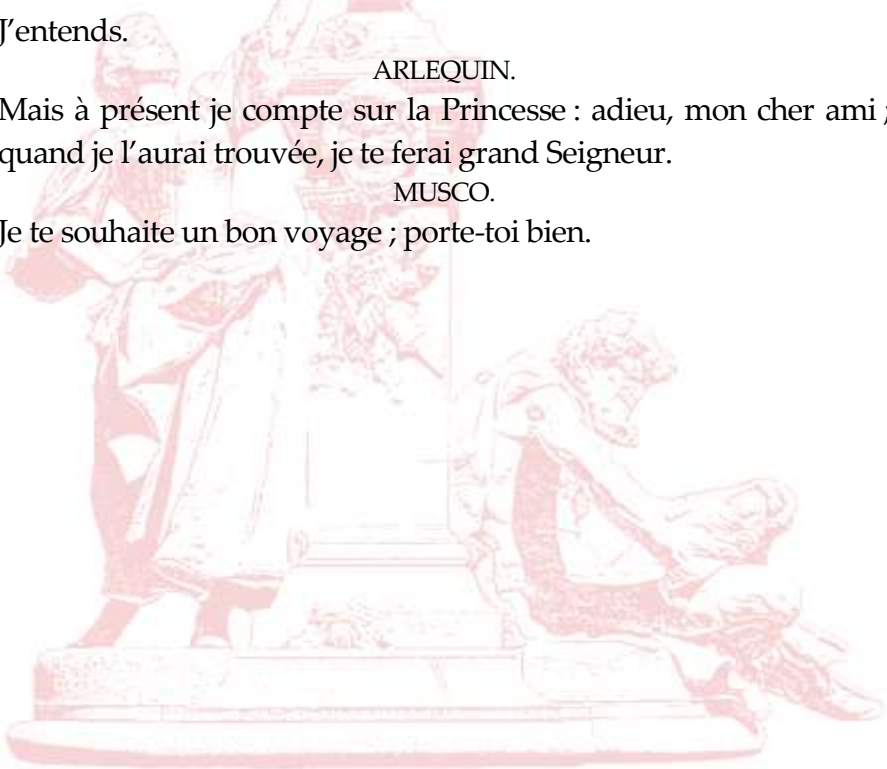 J’entends.
ARLEQUIN.
Mais à présent je compte sur la Princesse : adieu, mon cher ami ;
quand je l’aurai trouvée, je te ferai grand Seigneur.
MUSCO.
Je te souhaite un bon voyage ; porte-toi bien.